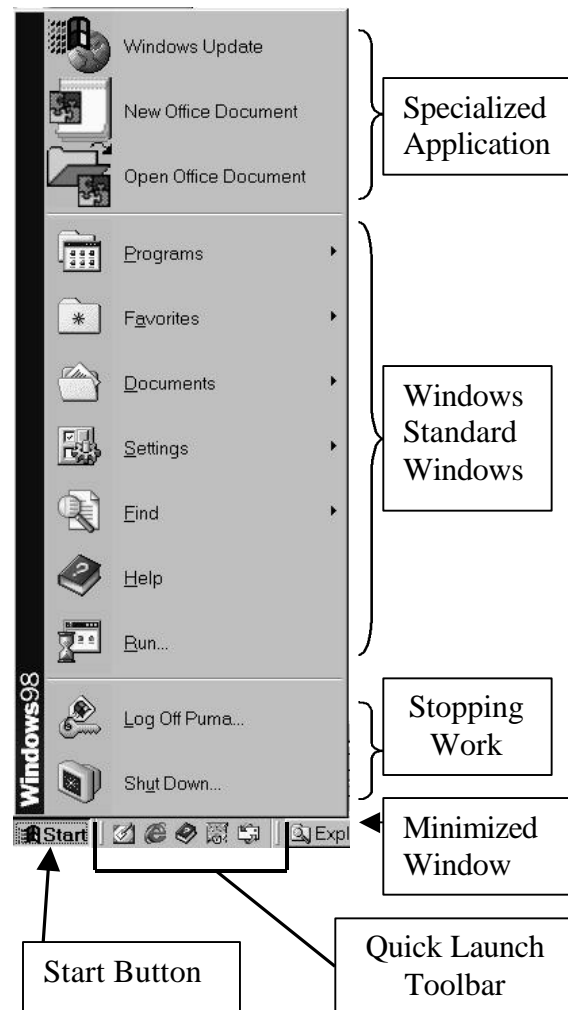 Windows Update
New Office Document
Open Office Document
Specialized
Application
Programs
Favorites
Documents
Settings
Find
Help
Run...
Windows
Standard
Windows
Log Off Puma...
Shut Down...
Stopping
Work
Windows98
Start
Expl
Minimized
Window
Start Button
Quick Launch
Toolbar